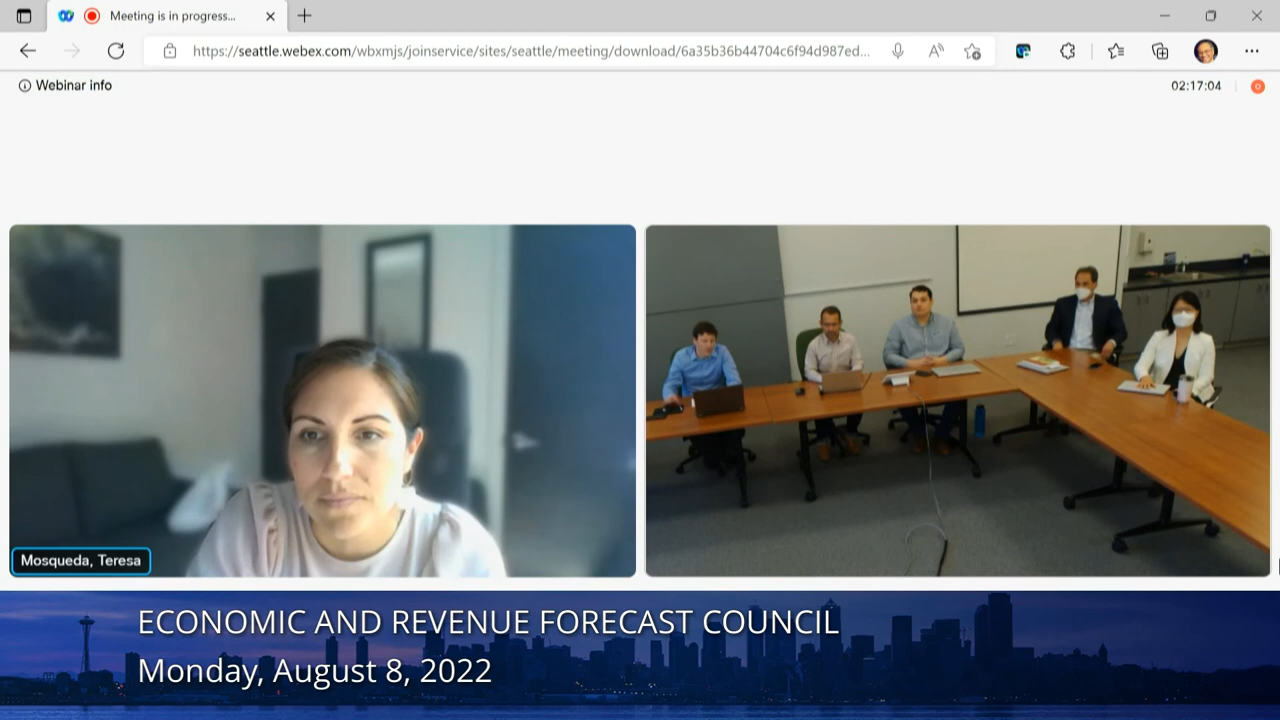 Meeting is in progress...
https://seattle.webex.com/wbxmjs/joinservice/sites/seattle/meeting/download/6a35b36b44704c6f94d987ed...
Webinar info
02:17:04
Mosqueda, Teresa
ECONOMIC AND REVENUE FORECAST COUNCIL
Monday, August 8, 2022